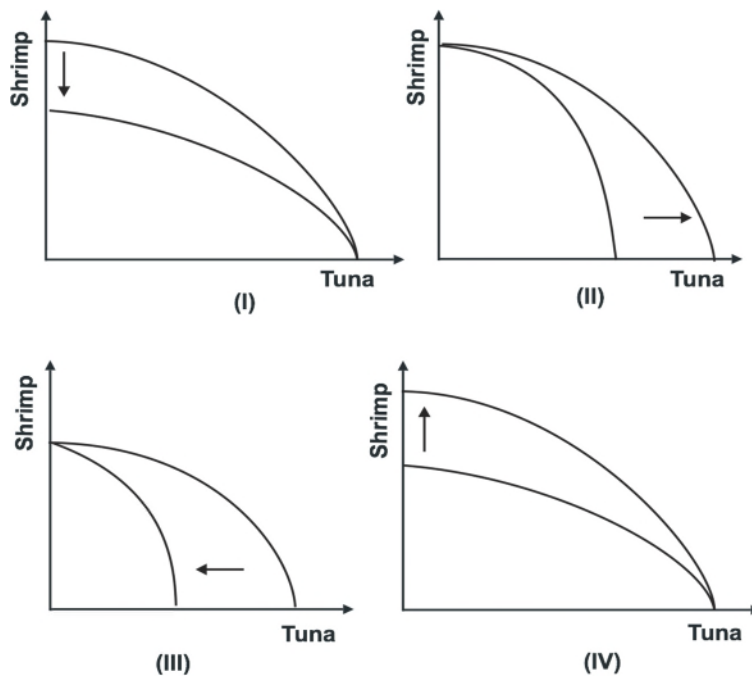 Shrimp
Tuna
(I)
Shrimp
Tuna
(II)
Shrimp
Tuna
(III)
Shrimp
Tuna
(IV)